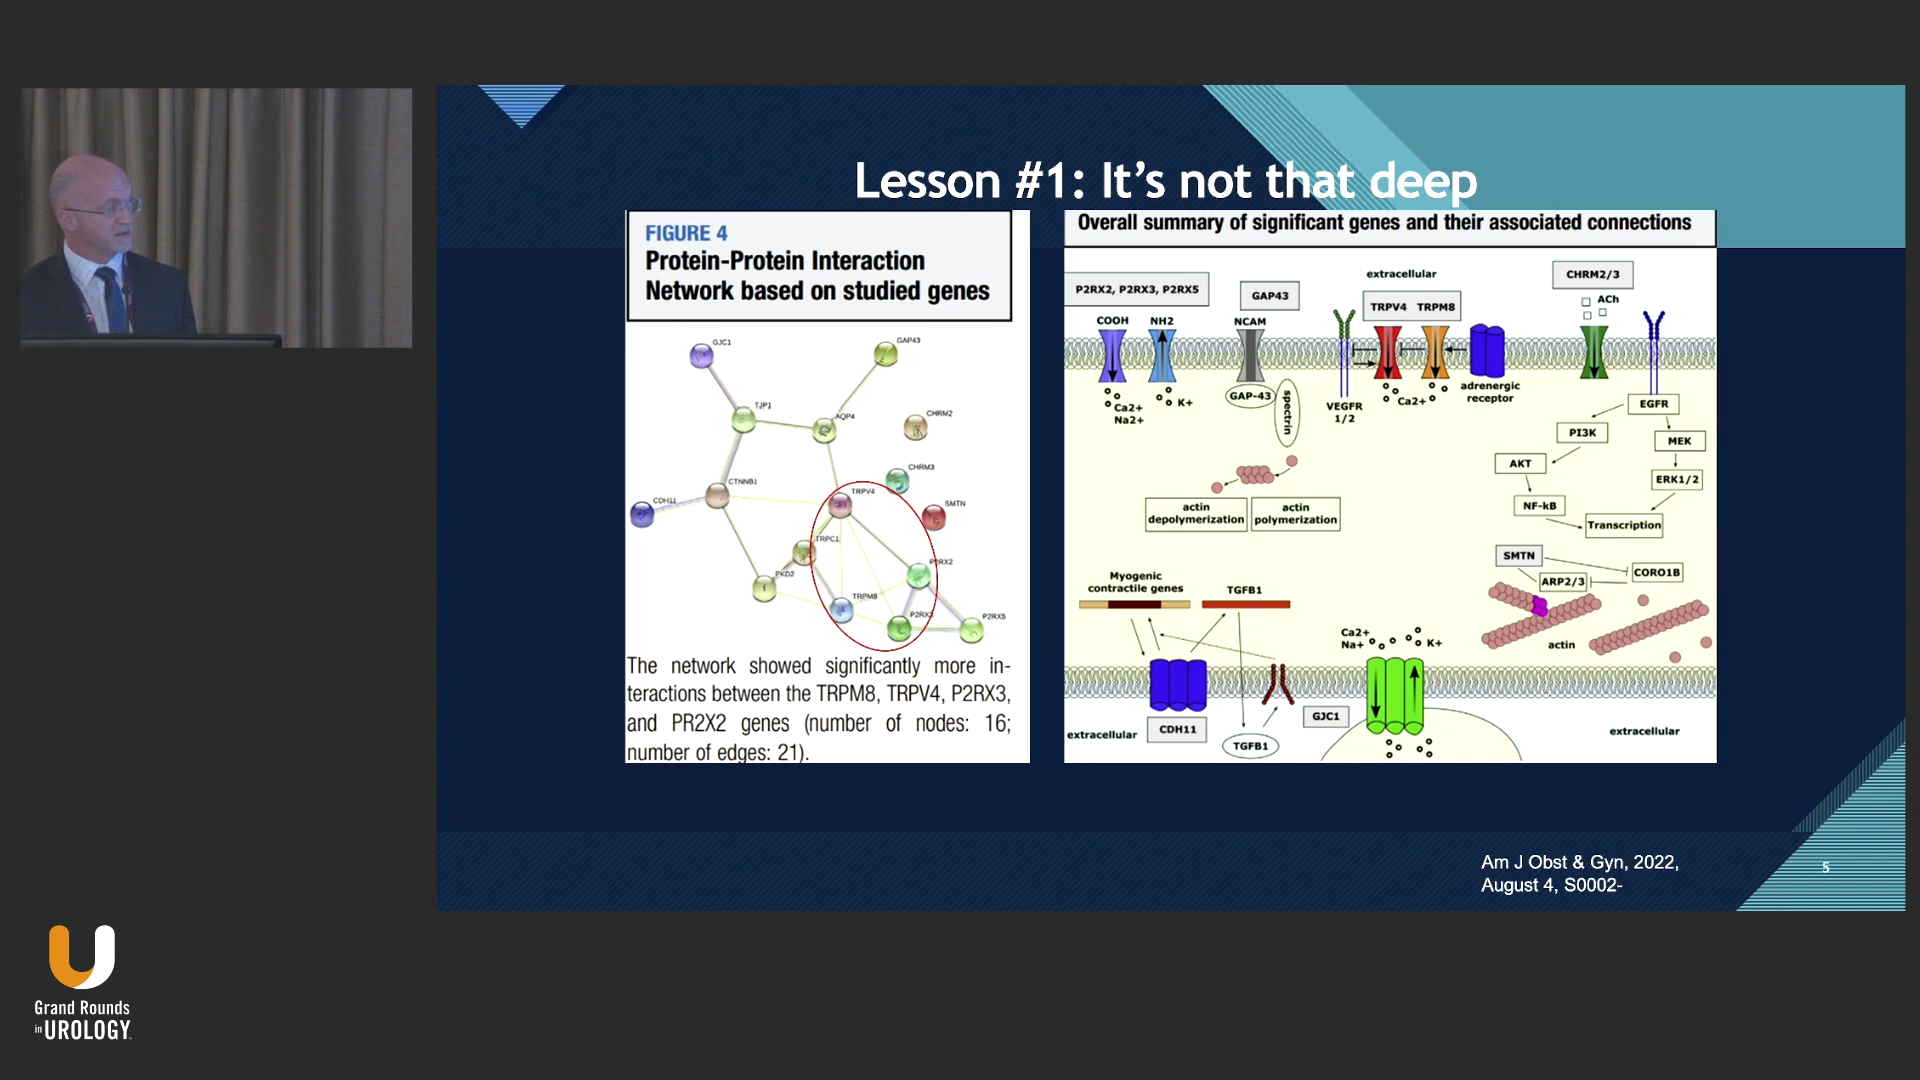 Lesson #1: It's not that deep
FIGURE 4
Protein-Protein Interaction
Network based on studied genes
GJC1
GAP43
TJP1
AQP4
CHRM2
CHRM3
CTNNB1
CDH11
TRPV4
SMTN
TRPC1
P2RX2
PKD2
TRPM8
P2RX3
P2RX5
The network showed significantly more in-
teractions between the TRPM8, TRPV4, P2RX3,
and PR2X2 genes (number of nodes: 16;
number of edges: 21).
Overall summary of significant genes and their associated connections
P2RX2, P2RX3, P2RX5
GAP43
extracellular
TRPV4 TRPM8
CHRM2/3
ACh
COOH
NH2
NCAM
Ca2+
Na2+
K+
GAP-43
spectrin
VEGFR
1/2
Ca2+
adrenergic
receptor
EGFR
PI3K
MEK
AKT
ERK1/2
NF-kB
Transcription
actin
depolymerization
actin
polymerization
SMTN
ARP2/3
CORO1B
actin
Myogenic
contractile genes
TGFB1
Ca2+
Na+
K+
CDH11
GJC1
TGFB1
extracellular
extracellular
Am J Obst & Gyn, 2022,
August 4, S0002-
5
Grand Rounds
in UROLOGY